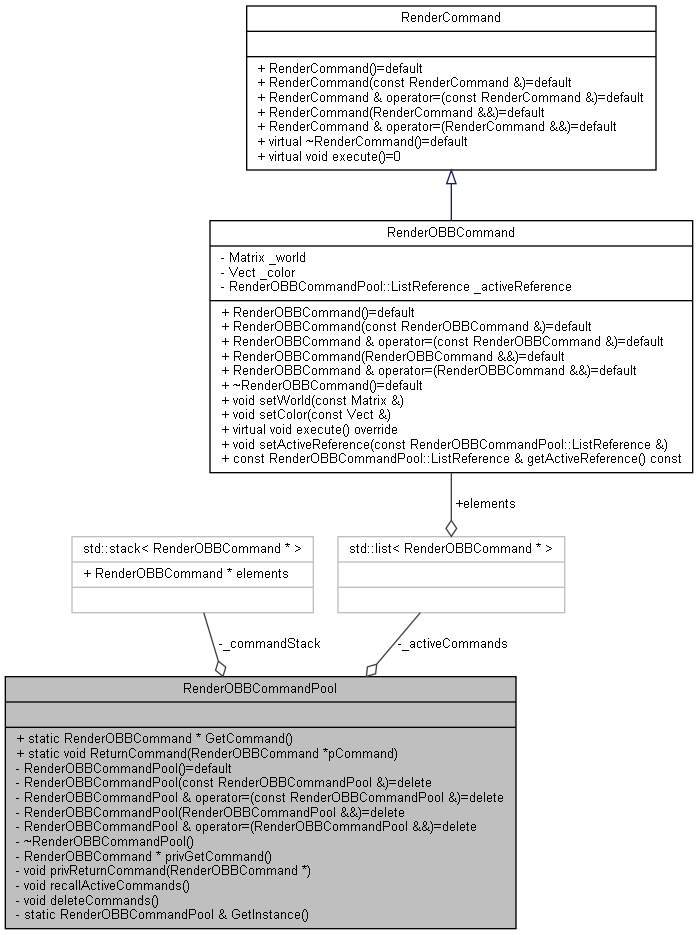 RenderCommand
+ RenderCommand()=default
+ RenderCommand(const RenderCommand &)=default
+ RenderCommand & operator=(const RenderCommand &)=default
+ RenderCommand(RenderCommand &&)=default
+ RenderCommand & operator=(RenderCommand &&)=default
+ virtual ~RenderCommand()=default
+ virtual void execute()=0
RenderOBBCommand
- Matrix _world
- Vect _color
- RenderOBBCommandPool::ListReference _activeReference
+ RenderOBBCommand()=default
+ RenderOBBCommand(const RenderOBBCommand &)=default
+ RenderOBBCommand & operator=(const RenderOBBCommand &)=default
+ RenderOBBCommand(RenderOBBCommand &&)=default
+ RenderOBBCommand & operator=(RenderOBBCommand &&)=default
+ ~RenderOBBCommand()=default
+ void setWorld(const Matrix &)
+ void setColor(const Vect &)
+ virtual void execute() override
+ void setActiveReference(const RenderOBBCommandPool::ListReference &)
+ const RenderOBBCommandPool::ListReference & getActiveReference() const
+elements
std::stack< RenderOBBCommand * >
+ RenderOBBCommand * elements
std::list< RenderOBBCommand * >
-_commandStack
-_activeCommands
RenderOBBCommandPool
+ static RenderOBBCommand * GetCommand()
+ static void ReturnCommand(RenderOBBCommand *pCommand)
- RenderOBBCommandPool()=default
- RenderOBBCommandPool(const RenderOBBCommandPool &)=delete
- RenderOBBCommandPool & operator=(const RenderOBBCommandPool &)=delete
- RenderOBBCommandPool(RenderOBBCommandPool &&)=delete
- RenderOBBCommandPool & operator=(RenderOBBCommandPool &&)=delete
- ~RenderOBBCommandPool()
- RenderOBBCommand * privGetCommand()
- void privReturnCommand(RenderOBBCommand *)
- void recallActiveCommands()
- void deleteCommands()
- static RenderOBBCommandPool & GetInstance()